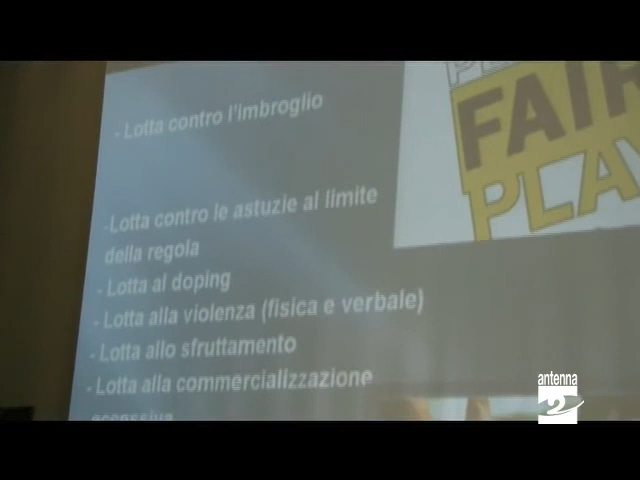 - Lotta contro l'imbroglio
FAIR
PLAY
-Lotta contro le astuzie al limite
della regola
- Lotta al doping
- Lotta alla violenza (fisica e verbale)
- Lotta allo sfruttamento
- Lotta alla commercializzazione
eccessiva
antenna
2